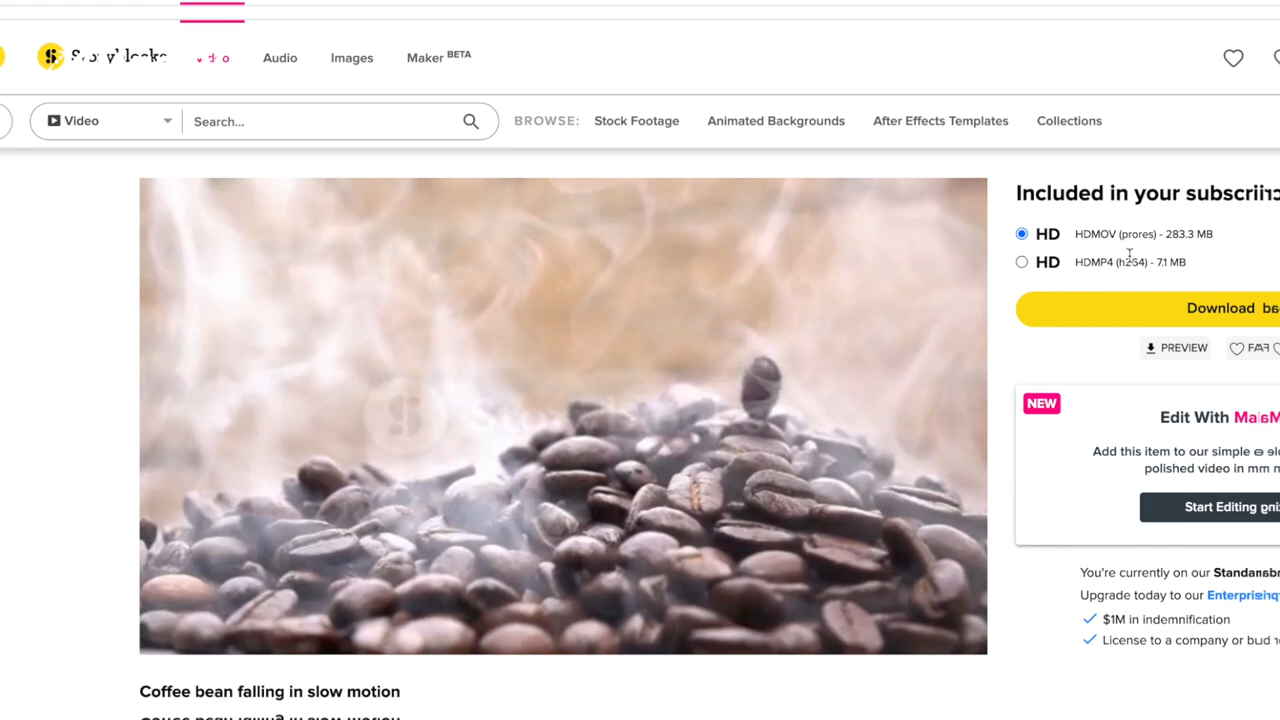 Audio
Images
Maker BETA
Video
Search...
BROWSE:
Stock Footage
Animated Backgrounds
After Effects Templates
Collections
Included in your
HD HDMOV (prores) - 283.3 MB
HD HDMP4 (h264) - 7.1 MB
Download
PREVIEW
NEW
Edit With
Add this item to our simple
polished video in
Start Editing
You're currently on our
Upgrade today to our
$1M in indemnification
License to a company or
Coffee bean falling in slow motion